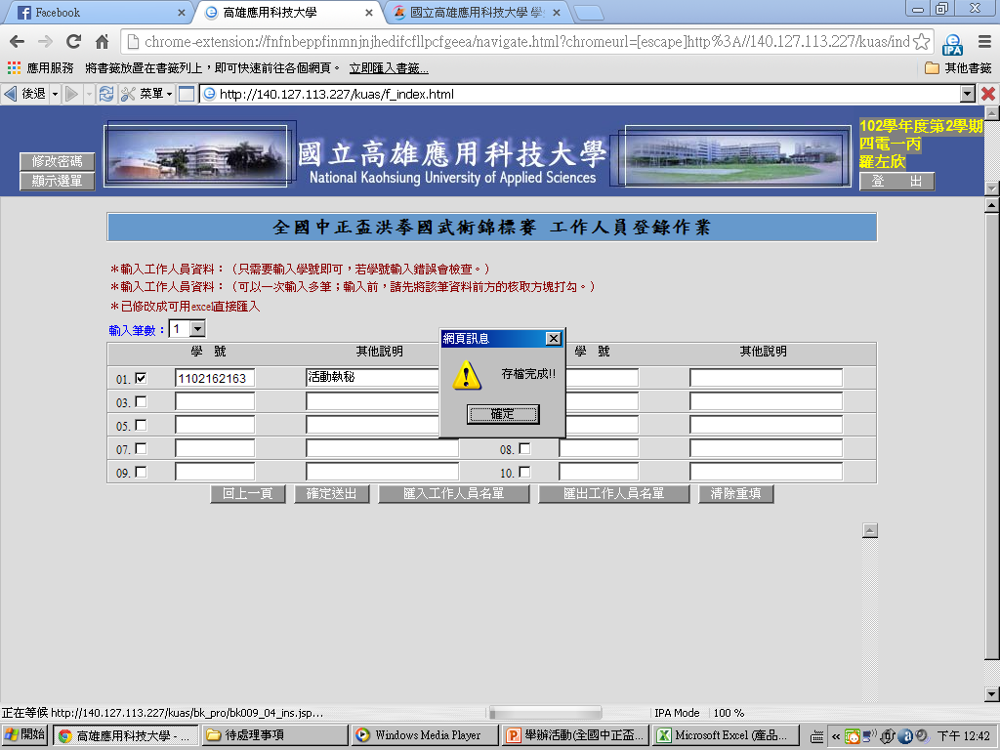 Facebook
高雄應用科技大學
國立高雄應用科技大學 學
chrome-extension://fnfnbeppfinmnjnjhedifcfllpcfgeea/navigate.html?chromeurl=[escape]http%3A//140.127.113.227/kuas/ind
IPA
應用服務 將書籤放置在書籤列上，即可快速前往各個網頁。 立即匯入書籤... 其他書籤
後退 菜單 http://140.127.113.227/kuas/f_index.html
修改密碼
顯示選單
國立高雄應用科技大學
National Kaohsiung University of Applied Sciences
102學年度第2學期
四電一丙
羅左欣
登 出
全國中正盃洪拳國武術錦標賽 工作人員登錄作業
＊輸入工作人員資料：（只需要輸入學號即可，若學號輸入錯誤會檢查。）
＊輸入工作人員資料：（可以一次輸入多筆；輸入前，請先將該筆資料前方的核取方塊打勾。）
＊已修改成可用excel直接匯入
輸入筆數：1
學 號 其他說明 學 號 其他說明
01. 1102162163 活動執秘
03.
05.
07. 08.
09. 10.
網頁訊息
存檔完成!!
確定
回上一頁 確定送出 匯入工作人員名單 匯出工作人員名單 清除重填
正在等候 http://140.127.113.227/kuas/bk_pro/bk009_04_ins.jsp... IPA Mode 100 %
開始 高雄應用科技大學 - ... 待處理事項 Windows Media Player 舉辦活動(全國中正盃... Microsoft Excel (產品... « 下午 12:42